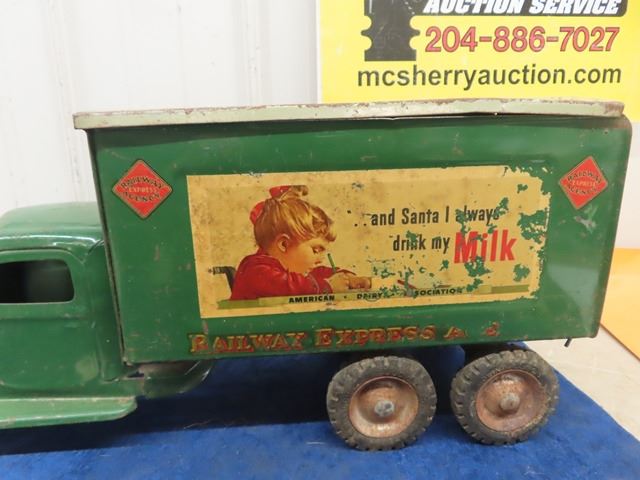 AUCTION SERVICE
204-886-7027
mcsherryauction.com
RAILWAY
EXPRESS
AGENCY
RAILWAY
EXPRESS
AGENCY
...and Santa I always
drink my Milk
AMERICAN • DAIRY SSOCIATION
RAILWAY EXPRESS A